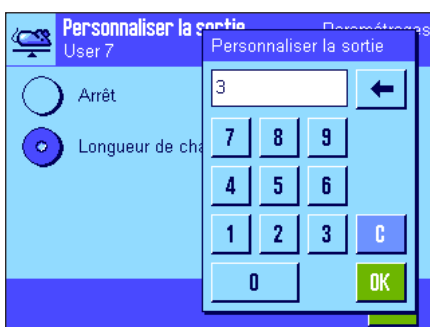 Personnaliser la sortie
User 7
Arrêt
Longueur de
Personnaliser la sortie
3
7 8 9
4 5 6
1 2 3 C
0 OK